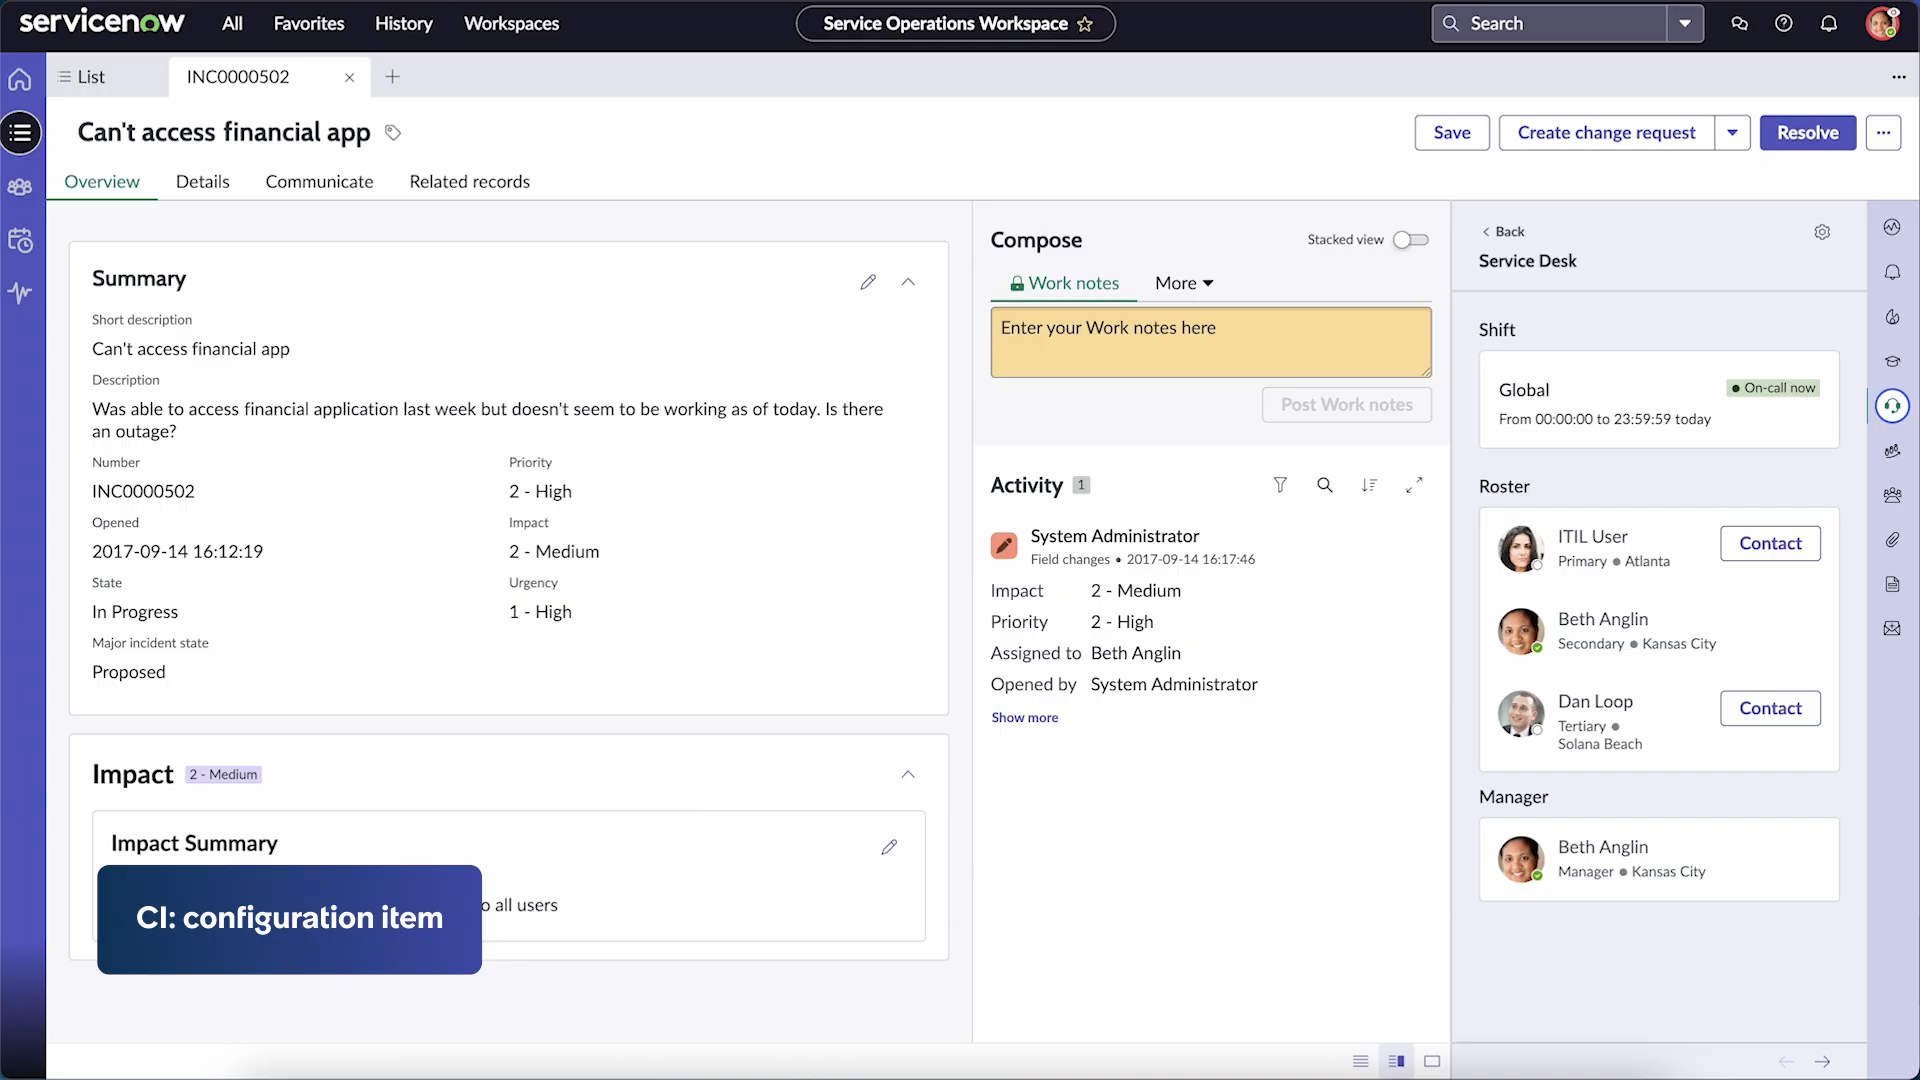 servicenow
All
Favorites
History
Workspaces
Service Operations Workspace
Search
List
INC0000502
Can't access financial app
Save
Create change request
Resolve
Overview
Details
Communicate
Related records
Summary
Short description
Can't access financial app
Description
Was able to access financial application last week but doesn't seem to be working as of today. Is there
an outage?
Number
INC0000502
Priority
2 - High
Opened
2017-09-14 16:12:19
Impact
2 - Medium
State
In Progress
Urgency
1 - High
Major incident state
Proposed
Impact
2 - Medium
Impact Summary
all users
CI: configuration item
Compose
Stacked view
Work notes
More
Enter your Work notes here
Post Work notes
Activity
1
System Administrator
Field changes • 2017-09-14 16:17:46
Impact 2 - Medium
Priority 2 - High
Assigned to Beth Anglin
Opened by System Administrator
Show more
Back
Service Desk
Shift
Global
On-call now
From 00:00:00 to 23:59:59 today
Roster
ITIL User
Primary • Atlanta
Contact
Beth Anglin
Secondary • Kansas City
Dan Loop
Tertiary •
Solana Beach
Contact
Manager
Beth Anglin
Manager • Kansas City